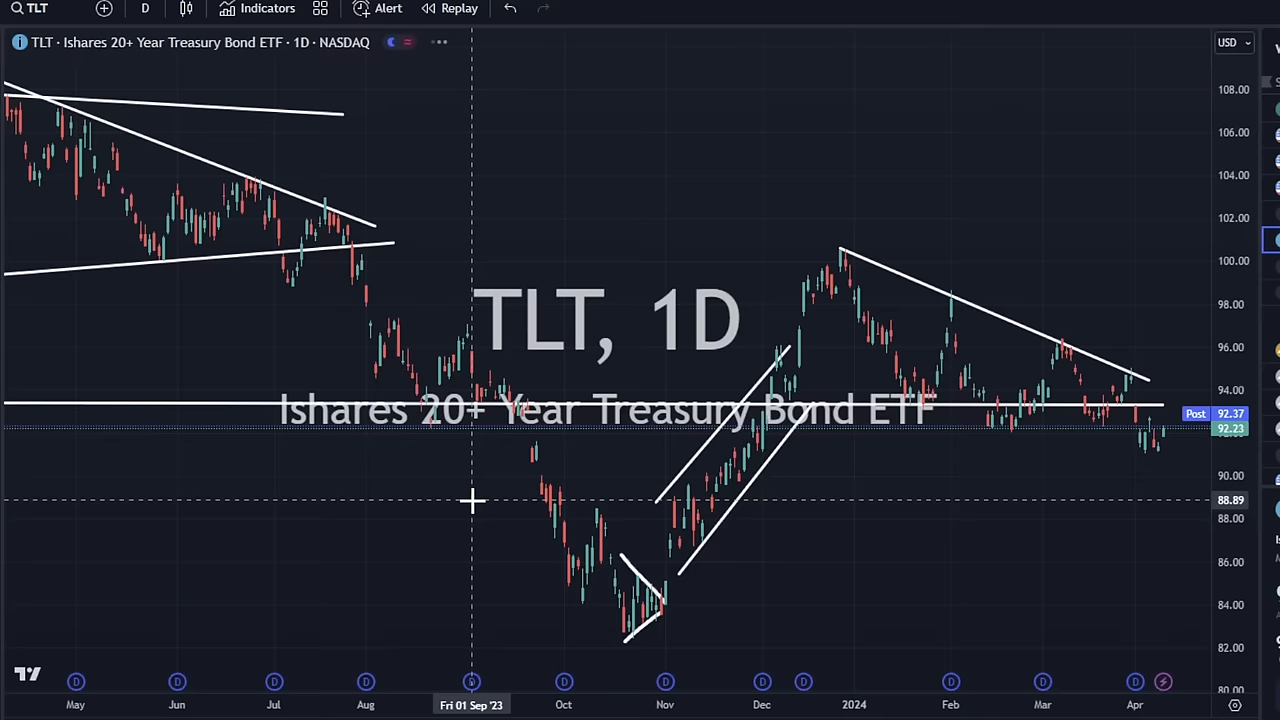 TLT
D
Indicators
Alert
Replay
TLT · Ishares 20+ Year Treasury Bond ETF · 1D · NASDAQ
USD
108.00
106.00
104.00
102.00
100.00
98.00
TLT, 1D
96.00
94.00
Ishares 20+ Year Treasury Bond ETF
Post 92.37
92.23
90.00
88.89
88.00
86.00
84.00
82.00
80.00
D D D D D D D D D D D D
May Jun Jul Aug Fri 01 Sep '23 Oct Nov Dec 2024 Feb Mar Apr